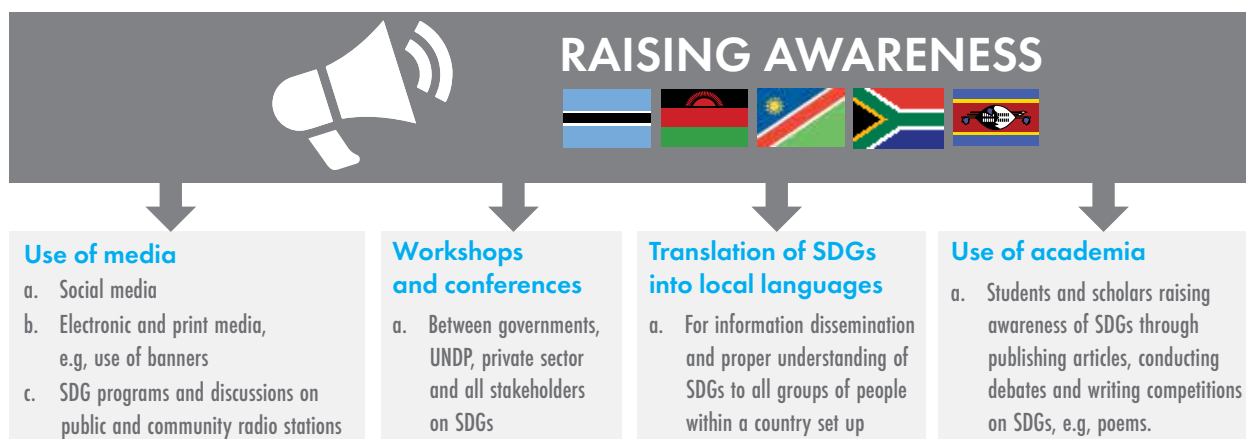 RAISING AWARENESS
Use of media
a. Social media
b. Electronic and print media,
e.g, use of banners
c. SDG programs and discussions on
public and community radio stations
Workshops
and conferences
a. Between governments,
UNDP, private sector
and all stakeholders
on SDGs
Translation of SDGs
into local languages
a. For information dissemination
and proper understanding of
SDGs to all groups of people
within a country set up
Use of academia
a. Students and scholars raising
awareness of SDGs through
publishing articles, conducting
debates and writing competitions
on SDGs, e.g, poems.